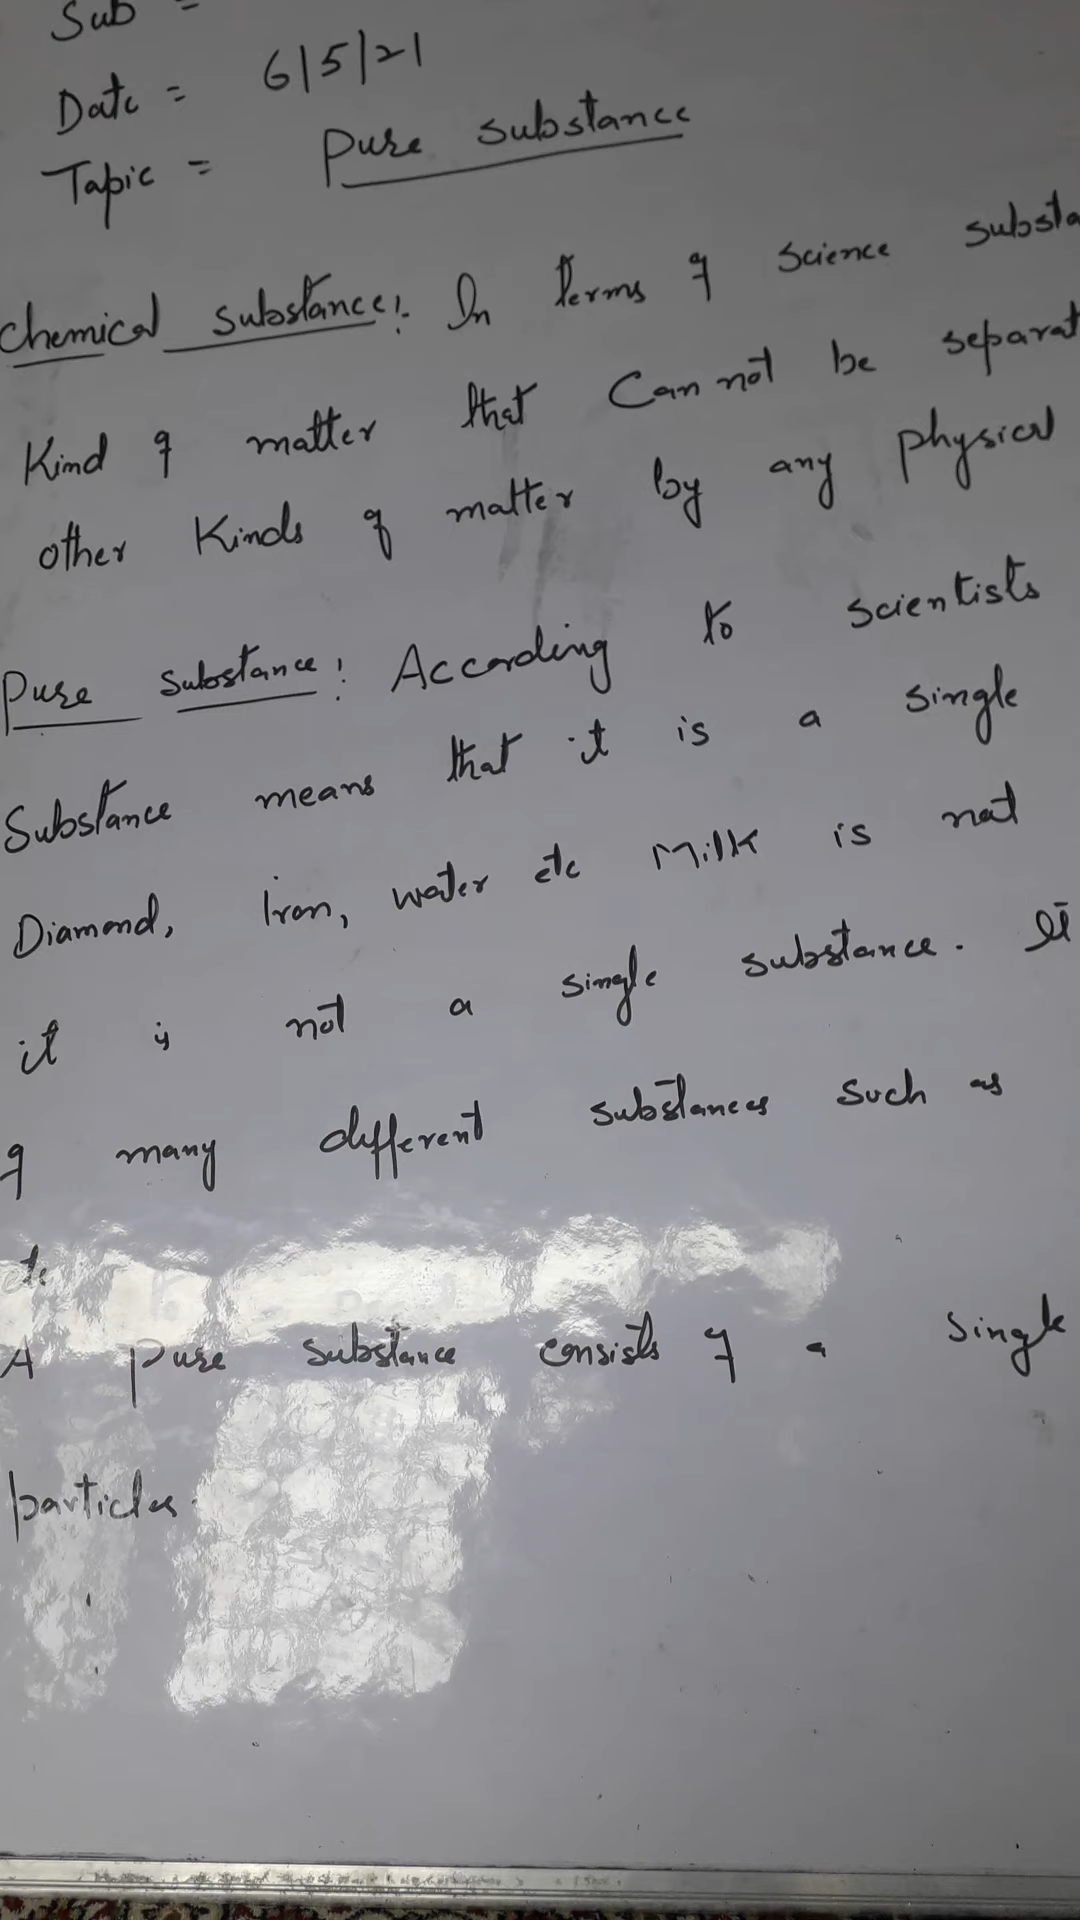 Sub =
Date = 6/5/21
Tapic = Pure substance
Chemical substance:- In terms of science substa
Kind of matter that Can not be separat
other Kinds of matter by any physical
Pure substance:- According to scientists
Substance means that it is a single
Diamond, Iron, water etc Milk is not
it is not a single substance. It
of many different substances such as
etc
A pure substance consists of a single
particles.